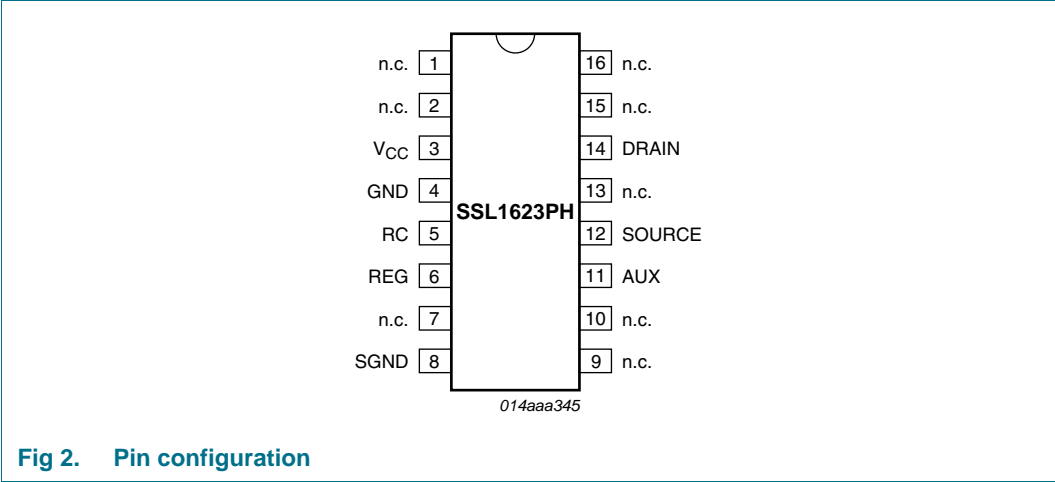 n.c. 1 16 n.c.
n.c. 2 15 n.c.
VCC 3 14 DRAIN
GND 4 13 n.c.
SSL1623PH
RC 5 12 SOURCE
REG 6 11 AUX
n.c. 7 10 n.c.
SGND 8 9 n.c.
014aaa345
Fig 2. Pin configuration